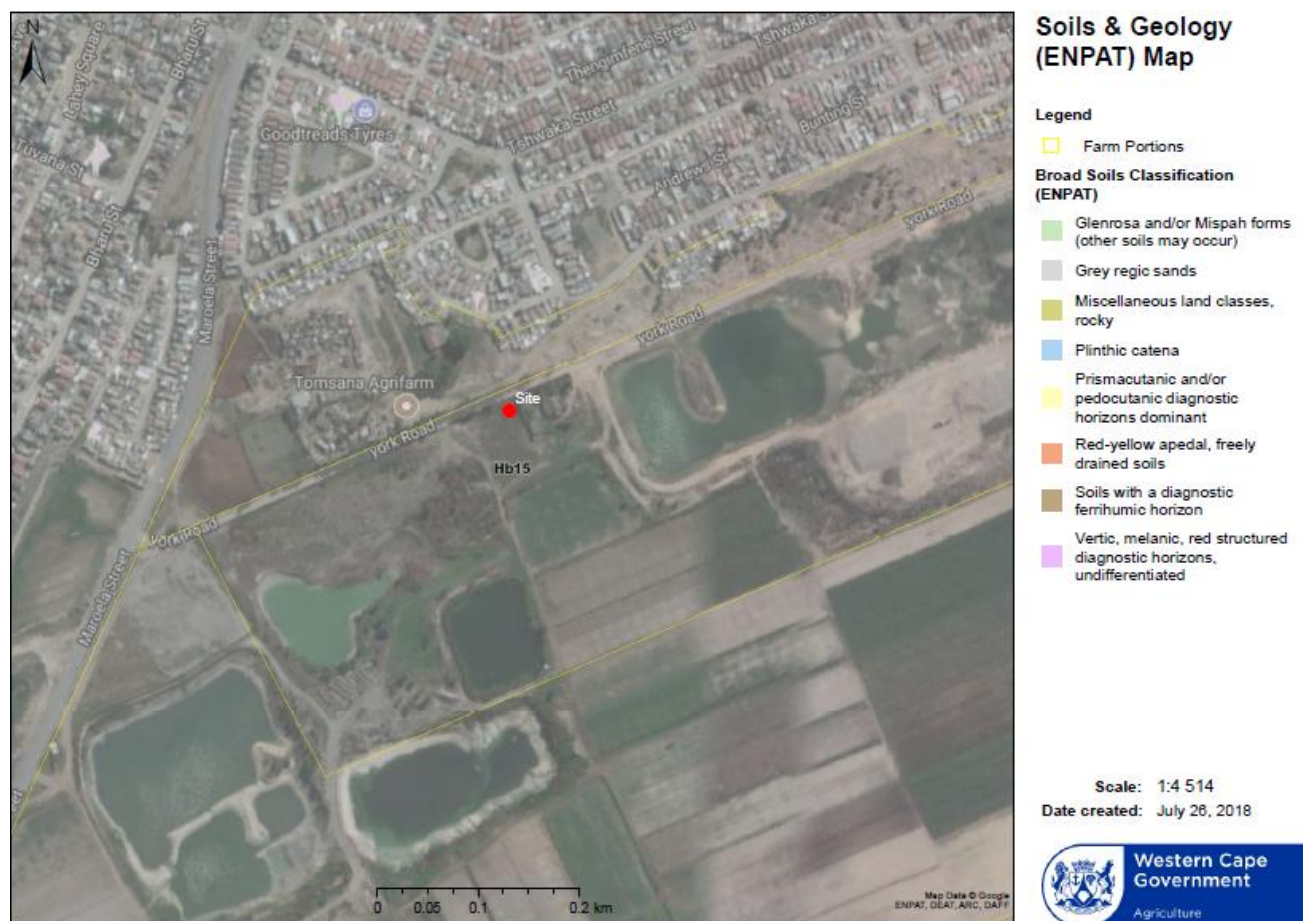 Soils & Geology
(ENPAT) Map
Legend
Farm Portions
Broad Soils Classification
(ENPAT)
Glenrosa and/or Mispah forms
(other soils may occur)
Grey regic sands
Miscellaneous land classes,
rocky
Plinthic catena
Prismacutanic and/or
pedocutanic diagnostic
horizons dominant
Red-yellow apedal, freely
drained soils
Soils with a diagnostic
ferrihumic horizon
Vertic, melanic, red structured
diagnostic horizons,
undifferentiated
Scale: 1:4 514
Date created: July 26, 2018
Western Cape
Government
Agriculture
N
Lahey Square
Bharu St
Thengimfene Street
Tshwaka Street
Goodtreads Tyres
Tshwaka Street
Bunting St
Tuvana St
Andrews St
Bharu St
york Road
Maroela Street
york Road
Tomsana Agrifarm
Site
york Road
Hb15
York Road
Maroela Street
0 0.05 0.1 0.2 km
Map Data © Google
ENPAT, DEAT, ARC, DAFF